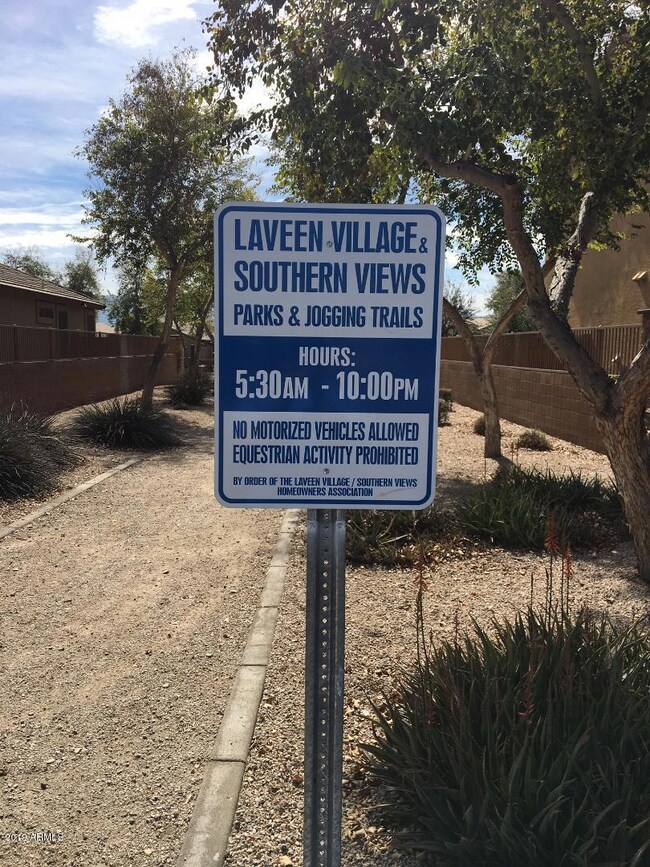 LAVEEN VILLAGE &
SOUTHERN VIEWS
PARKS & JOGGING TRAILS
HOURS:
5:30AM - 10:00PM
NO MOTORIZED VEHICLES ALLOWED
EQUESTRIAN ACTIVITY PROHIBITED
BY ORDER OF THE LAVEEN VILLAGE / SOUTHERN VIEWS
HOMEOWNERS ASSOCIATION
2019 ARMLS